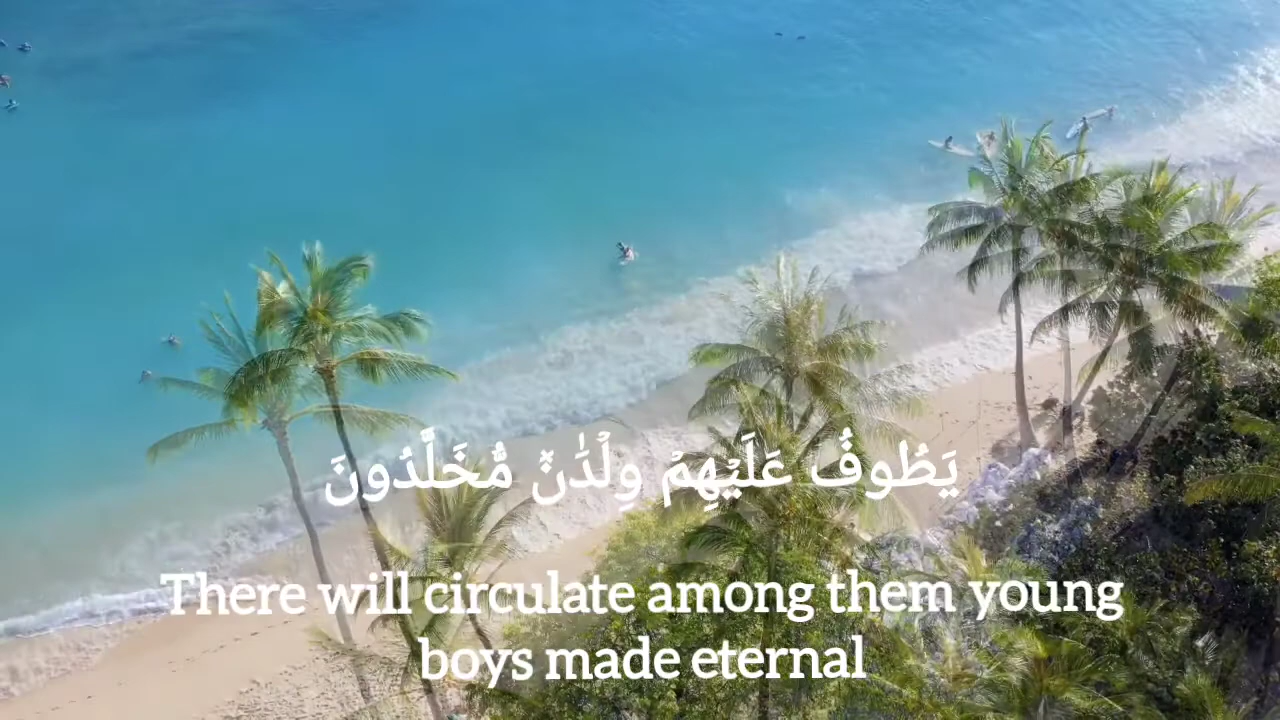 يَطُوفُ عَلَيْهِمْ وِلْدَٰنٌ مُّخَلَّدُونَ
There will circulate among them young
boys made eternal